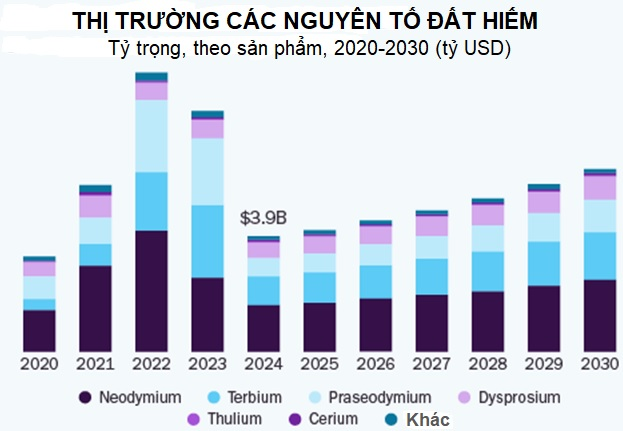 THỊ TRƯỜNG CÁC NGUYÊN TỐ ĐẤT HIẾM
Tỷ trọng, theo sản phẩm, 2020-2030 (tỷ USD)
$3.9B
2020 2021 2022 2023 2024 2025 2026 2027 2028 2029 2030
Neodymium Terbium Praseodymium Dysprosium
Thulium Cerium Khác